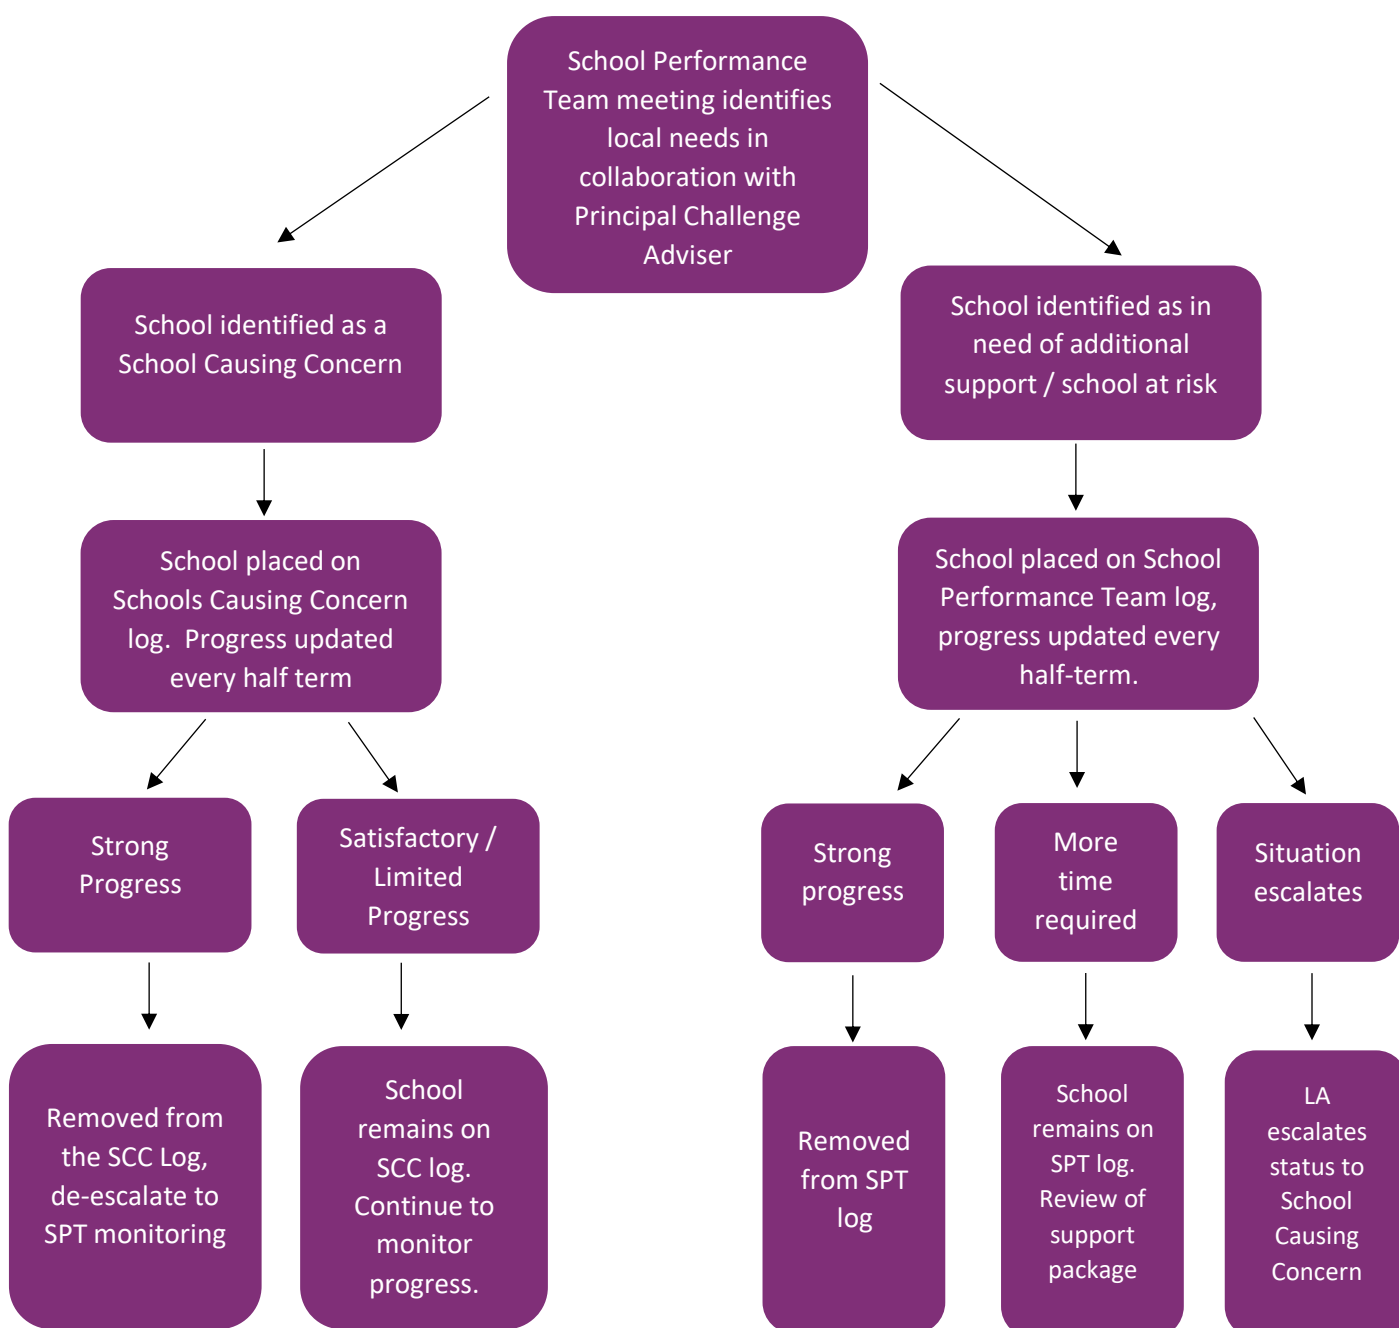 School Performance
Team meeting identifies
local needs in
collaboration with
Principal Challenge
Adviser
School identified as a
School Causing Concern
School identified as in
need of additional
support / school at risk
School placed on
Schools Causing Concern
log.  Progress updated
every half term
School placed on School
Performance Team log,
progress updated every
half-term.
Strong
Progress
Satisfactory /
Limited
Progress
Strong
progress
More
time
required
Situation
escalates
Removed from
the SCC Log,
de-escalate to
SPT monitoring
School
remains on
SCC log.
Continue to
monitor
progress.
Removed
from SPT
log
School
remains on
SPT log.
Review of
support
package
LA
escalates
status to
School
Causing
Concern